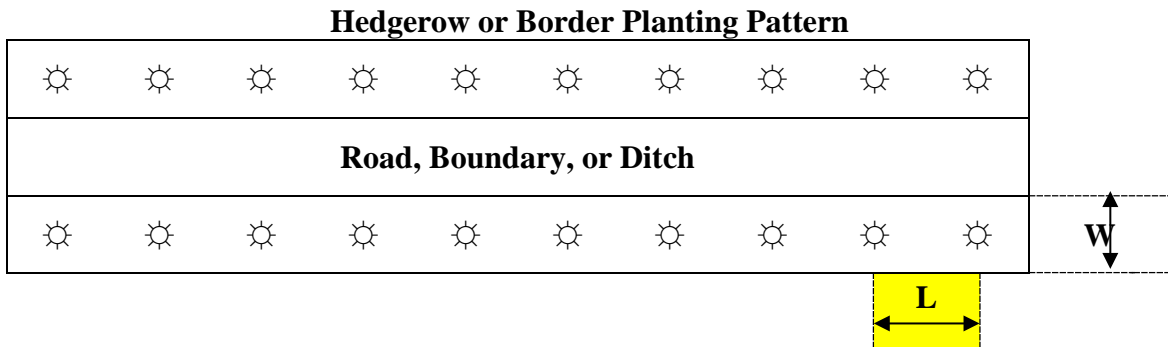 Hedgerow or Border Planting Pattern
Road, Boundary, or Ditch
W
L